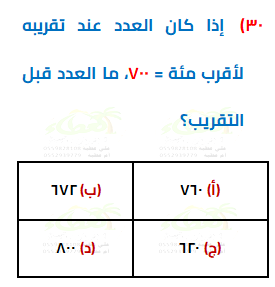 ٣٠) إذا كان العدد عند تقريبه
لأقرب مئة = ٧٠٠، ما العدد قبل
التقريب؟
(أ) ٧٦٠
(ب) ٦٧٢
(ج) ٦٢٠
(د) ٨٠٠